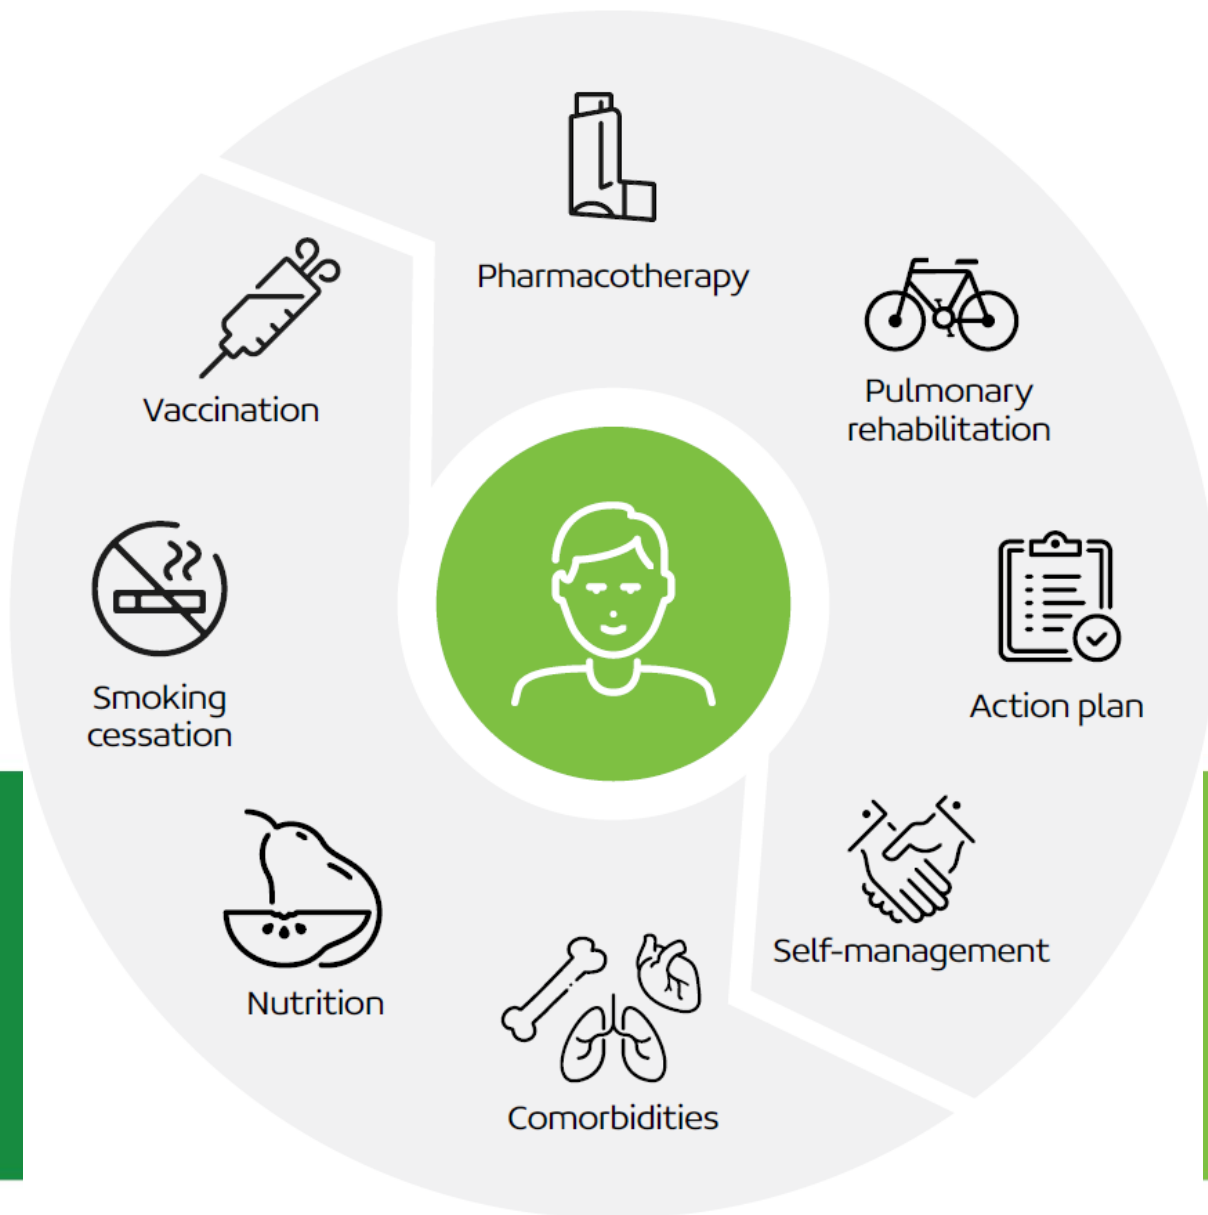 Pharmacotherapy
Pulmonary
rehabilitation
Action plan
Self-management
Comorbidities
Nutrition
Smoking
cessation
Vaccination